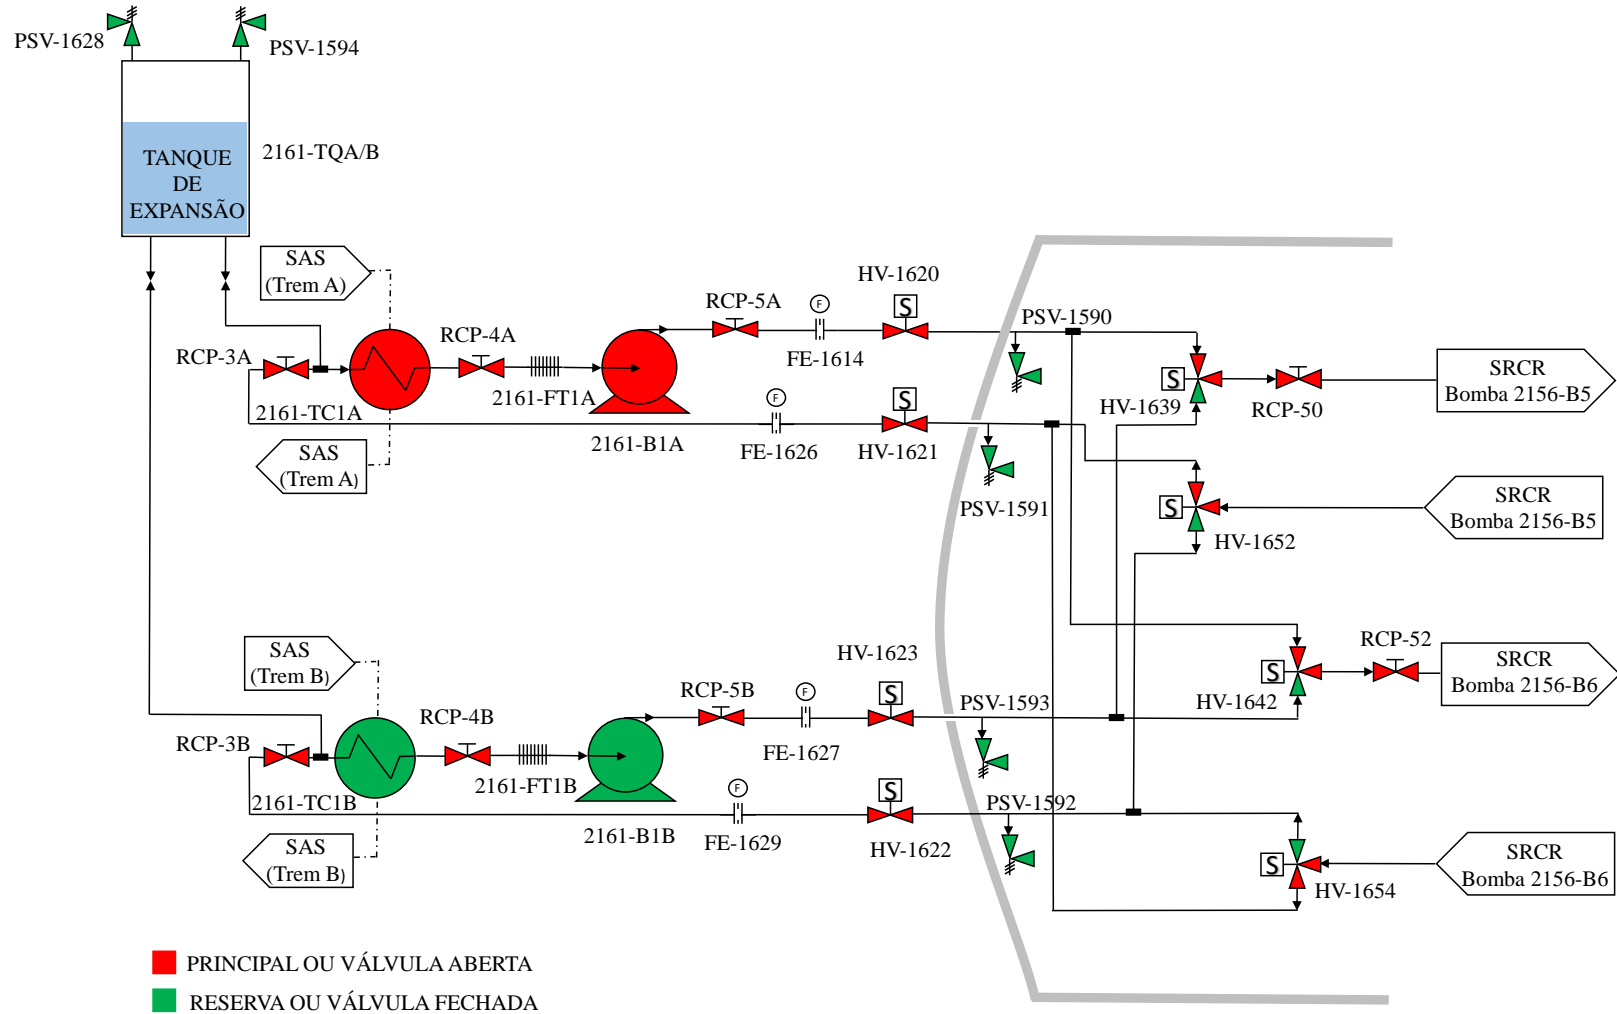 PSV-1628
PSV-1594
TANQUE
DE
EXPANSÃO
2161-TQA/B
SAS
(Trem A)
RCP-3A
RCP-4A
2161-TC1A
2161-FT1A
SAS
(Trem A)
RCP-5A
2161-B1A
F
FE-1614
HV-1620
S
F
FE-1626
S
HV-1621
PSV-1590
PSV-1591
S
HV-1639
RCP-50
SRCR
Bomba 2156-B5
S
HV-1652
SRCR
Bomba 2156-B5
SAS
(Trem B)
RCP-3B
RCP-4B
2161-TC1B
2161-FT1B
SAS
(Trem B)
RCP-5B
2161-B1B
F
FE-1627
HV-1623
S
F
FE-1629
S
HV-1622
PSV-1593
PSV-1592
S
HV-1642
RCP-52
SRCR
Bomba 2156-B6
S
HV-1654
SRCR
Bomba 2156-B6
PRINCIPAL OU VÁLVULA ABERTA
RESERVA OU VÁLVULA FECHADA